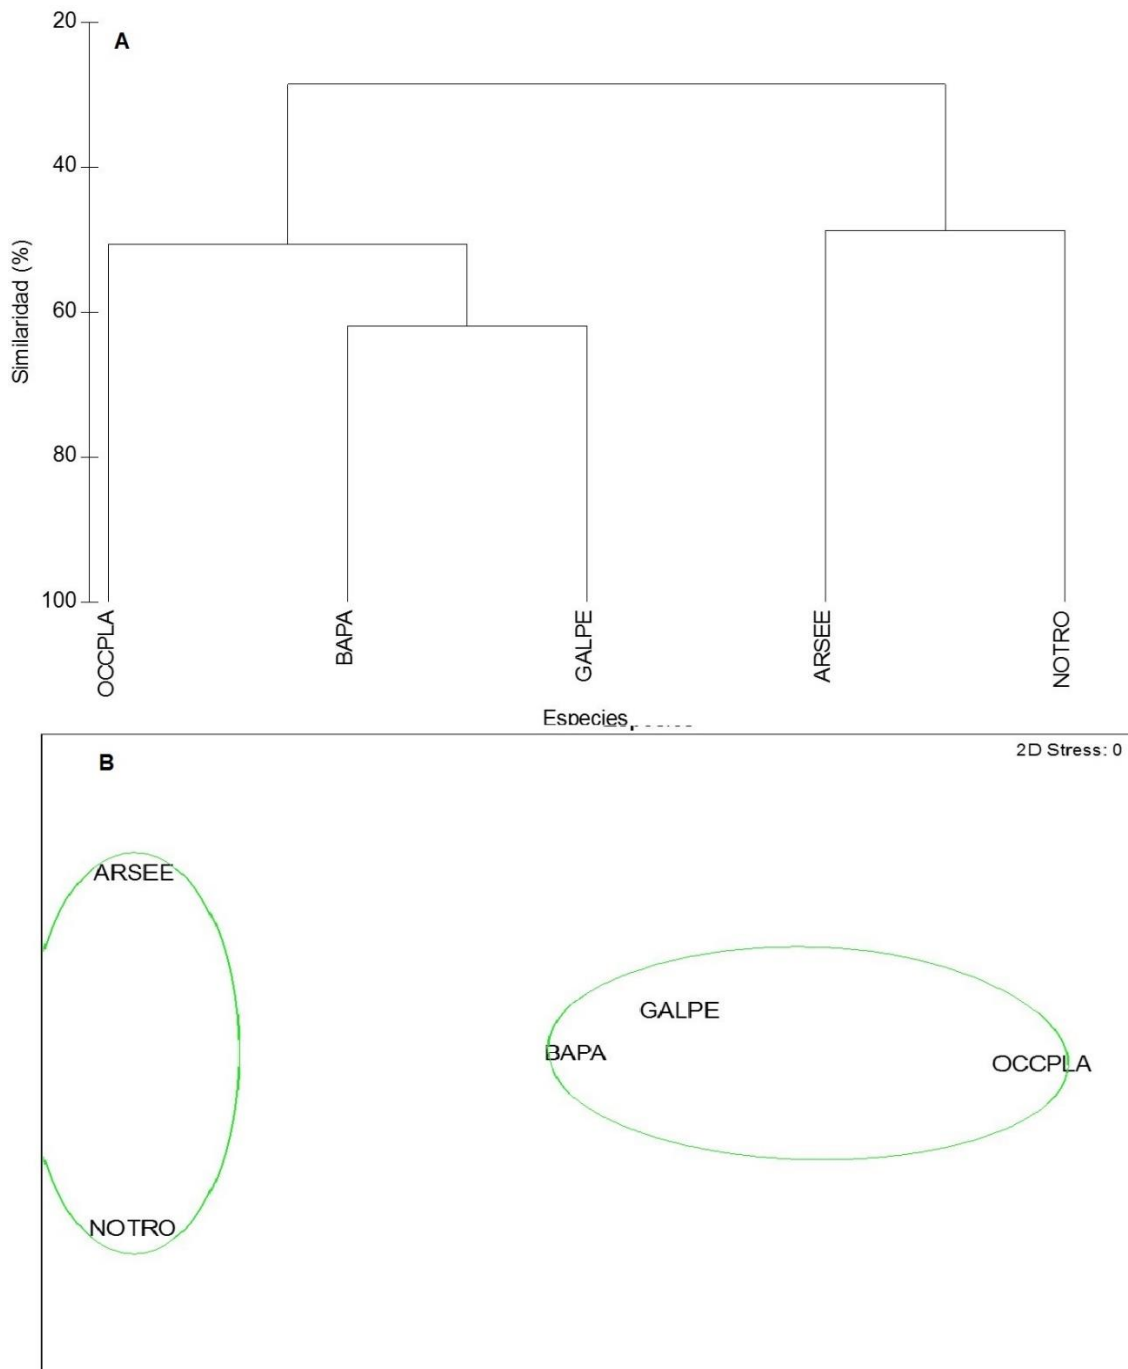 20
A
40
Similaridad (%)
60
80
100
OCCPLA
BAPA
GALPE
ARSEE
NOTRO
Especies
B
2D Stress: 0
ARSEE
GALPE
BAPA
OCCPLA
NOTRO